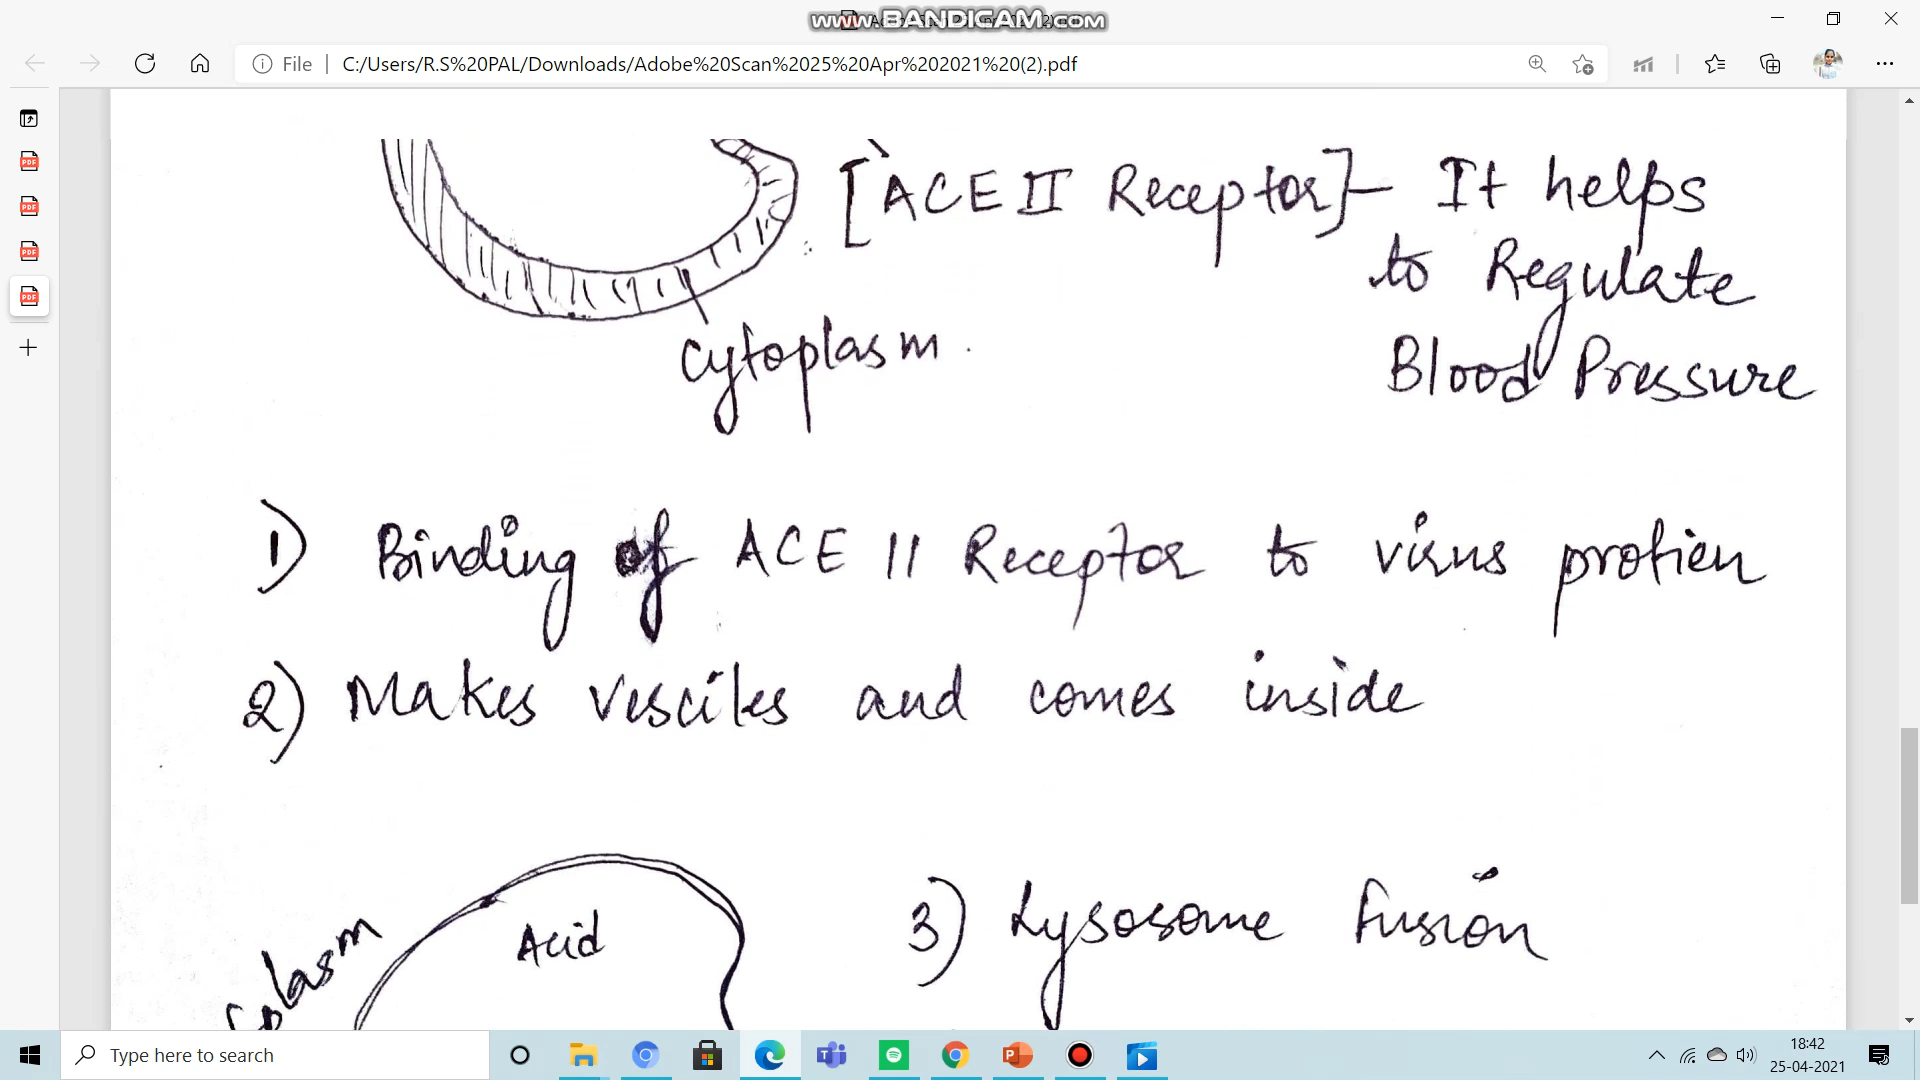 www.BANDICAM.com
File
C:/Users/R.S%20PAL/Downloads/Adobe%20Scan%2025%20Apr%202021%20(2).pdf
[ACE II Receptor] - It helps
to Regulate
Blood Pressure
Cytoplasm
1) Binding of ACE II Receptor to virus protien
2) Makes vesciles and comes inside
Acid
3) Lysosome Fusion
Type here to search
18:42
25-04-2021